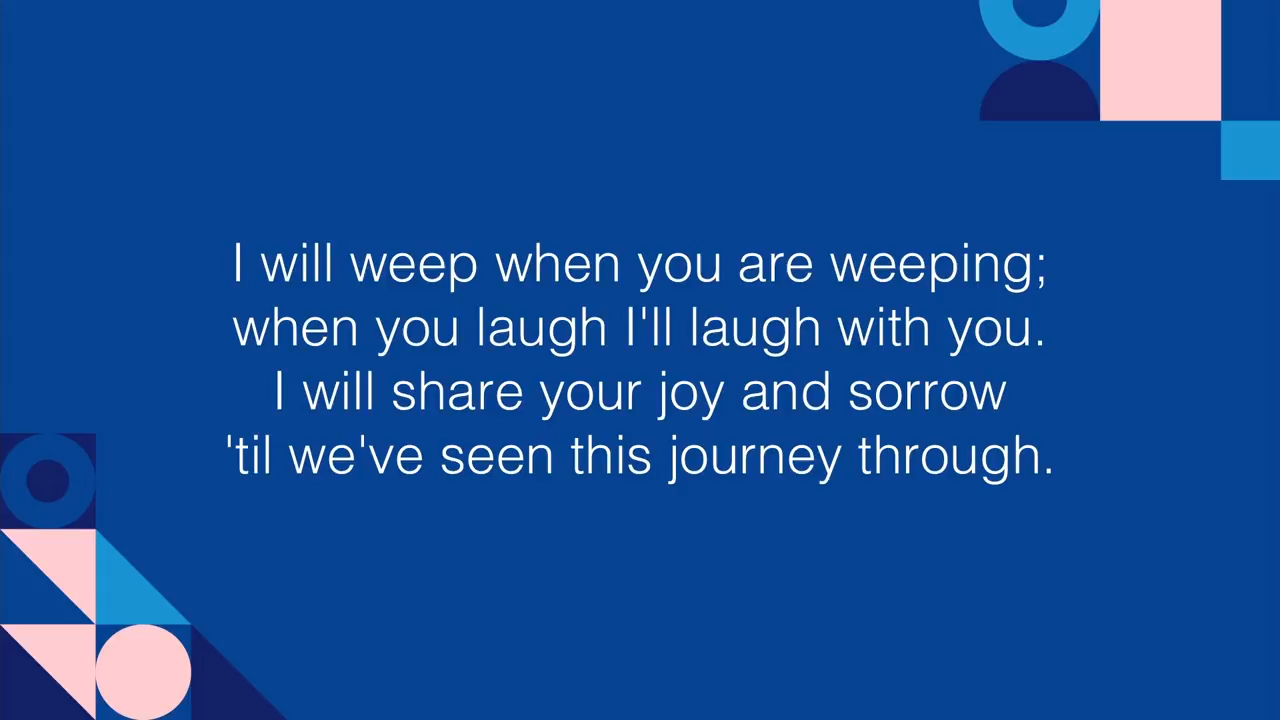 I will weep when you are weeping;
when you laugh I'll laugh with you.
I will share your joy and sorrow
'til we've seen this journey through.